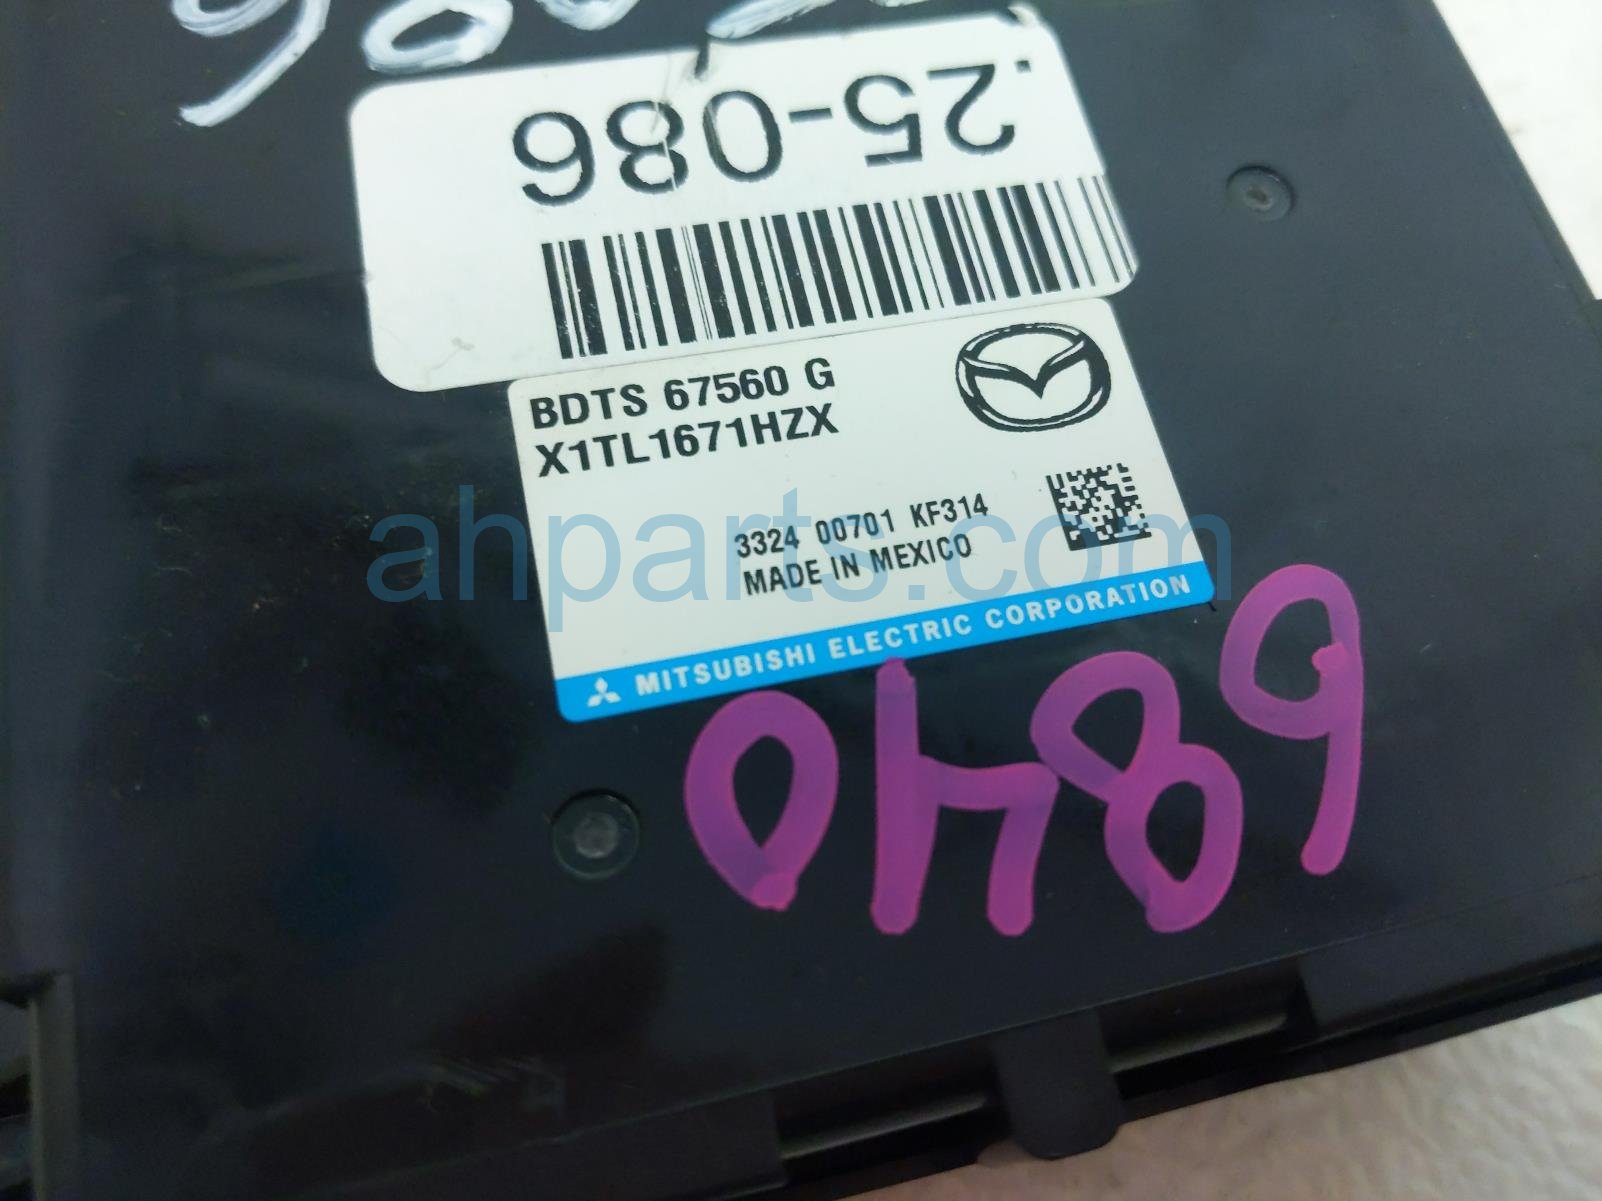 .25-086
BDTS 67560 G
X1TL1671HZX
3324 00701 KF314
MADE IN MEXICO
MITSUBISHI ELECTRIC CORPORATION
6840
ahparts.com